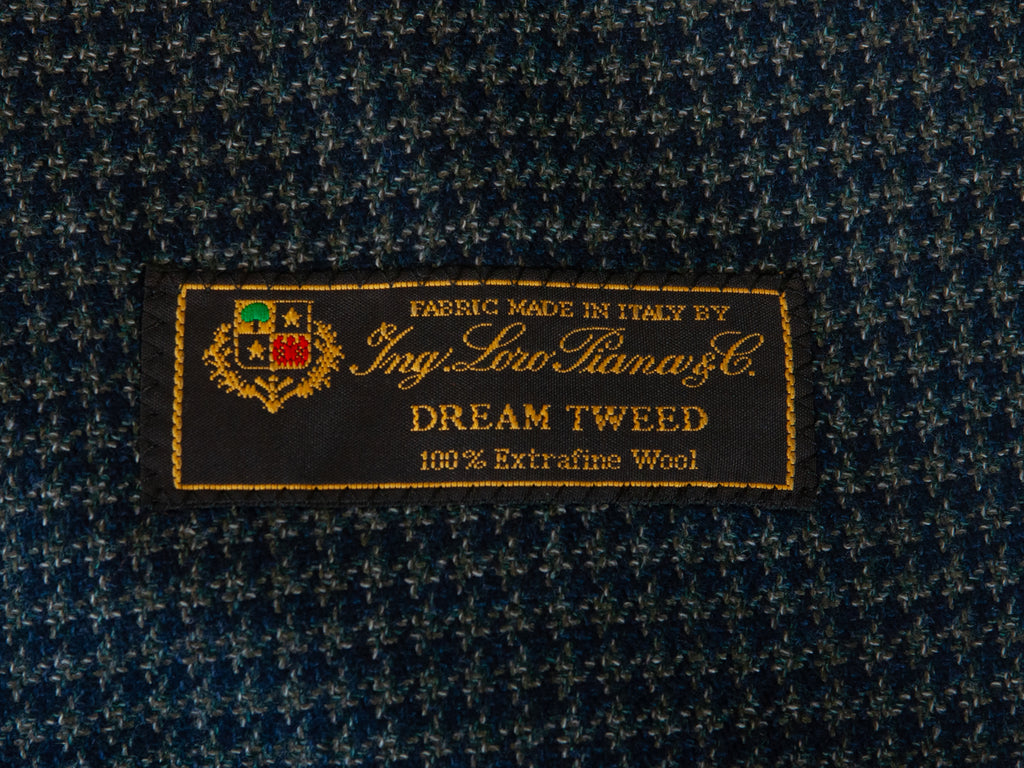 FABRIC MADE IN ITALY BY
Ing. Loro Piana & C.
DREAM TWEED
100% Extrafine Wool